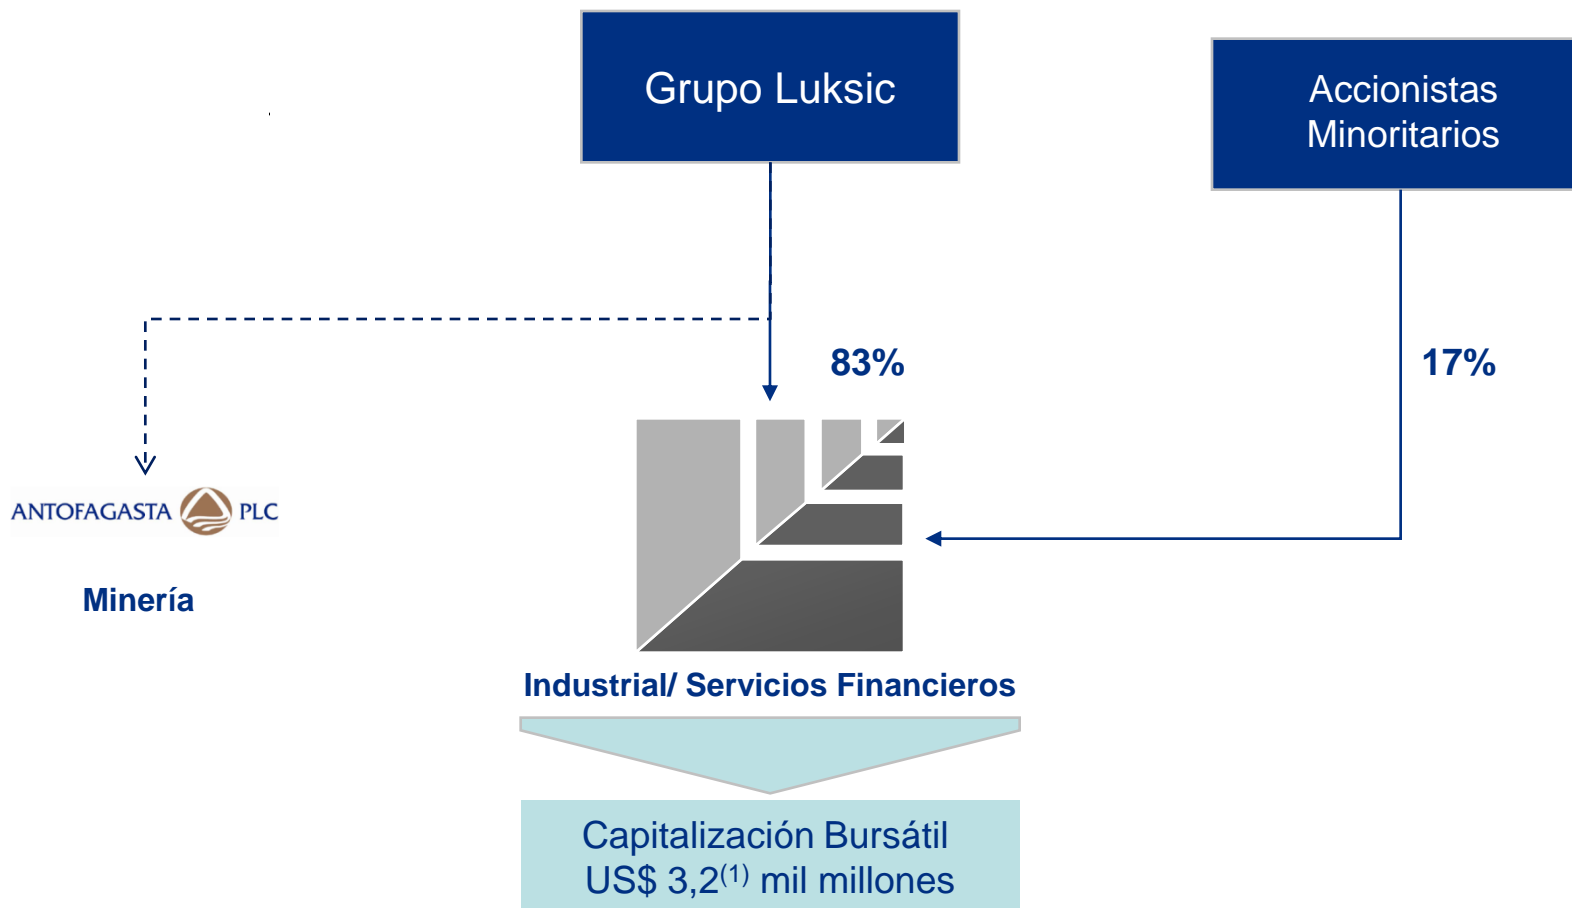 Grupo Luksic
Accionistas
Minoritarios
83%
17%
ANTOFAGASTA PLC
Minería
Industrial/ Servicios Financieros
Capitalización Bursátil
US$ 3,2(1) mil millones